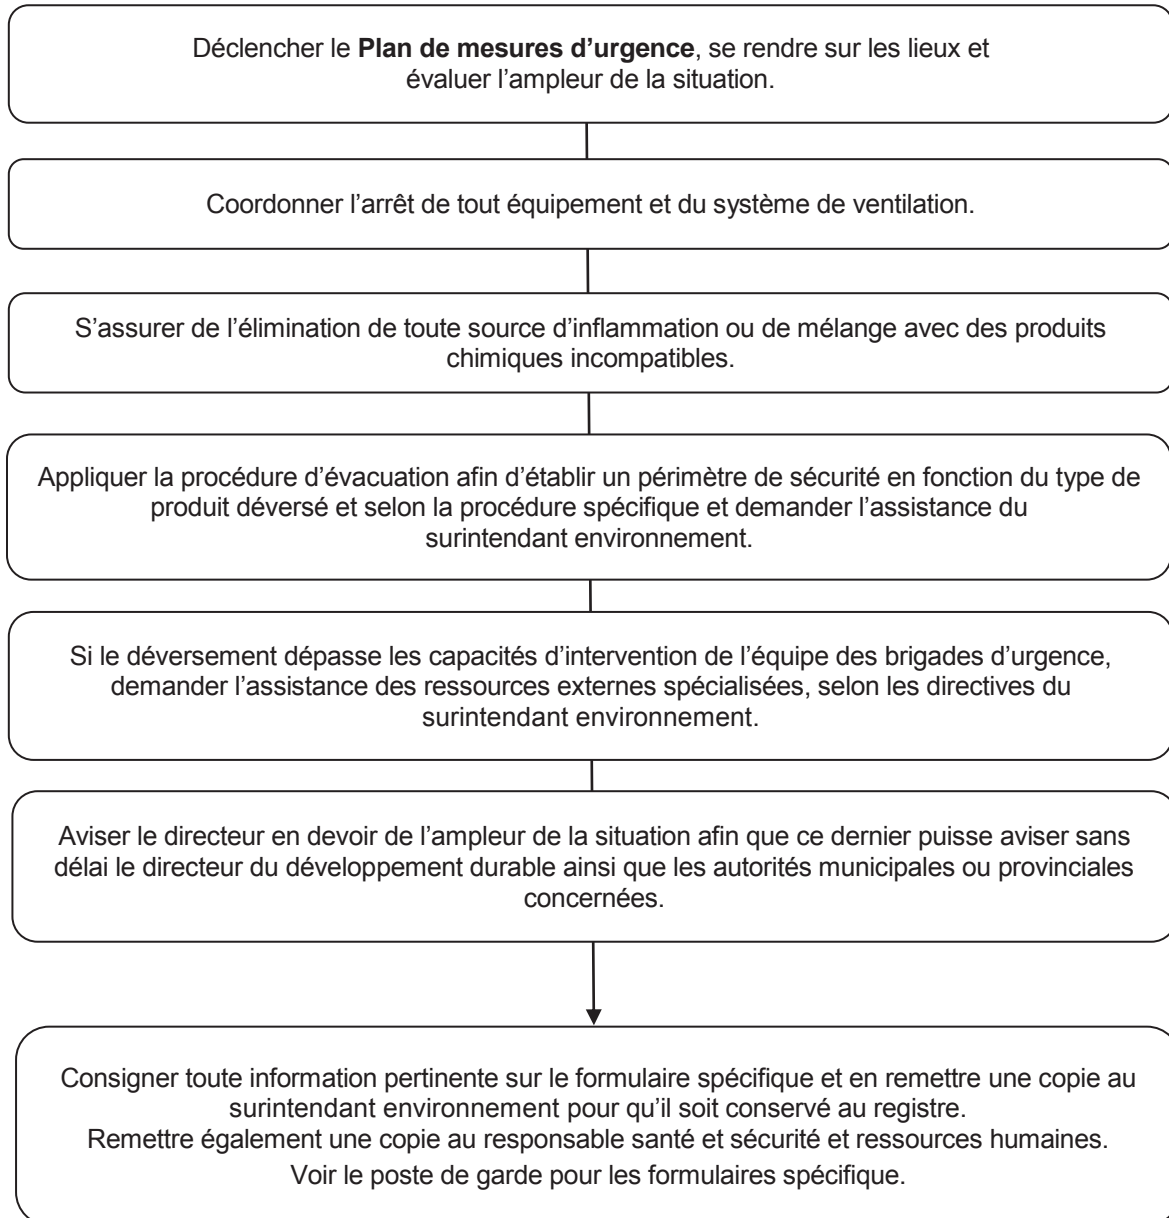 Déclencher le Plan de mesures d’urgence, se rendre sur les lieux et
évaluer l’ampleur de la situation.
Coordonner l’arrêt de tout équipement et du système de ventilation.
S’assurer de l’élimination de toute source d’inflammation ou de mélange avec des produits
chimiques incompatibles.
Appliquer la procédure d’évacuation afin d’établir un périmètre de sécurité en fonction du type de
produit déversé et selon la procédure spécifique et demander l’assistance du
surintendant environnement.
Si le déversement dépasse les capacités d’intervention de l’équipe des brigades d’urgence,
demander l’assistance des ressources externes spécialisées, selon les directives du
surintendant environnement.
Aviser le directeur en devoir de l’ampleur de la situation afin que ce dernier puisse aviser sans
délai le directeur du développement durable ainsi que les autorités municipales ou provinciales
concernées.
Consigner toute information pertinente sur le formulaire spécifique et en remettre une copie au
surintendant environnement pour qu’il soit conservé au registre.
Remettre également une copie au responsable santé et sécurité et ressources humaines.
Voir le poste de garde pour les formulaires spécifique.